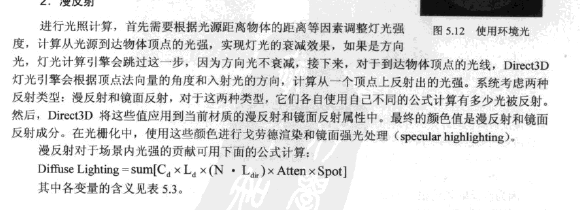 2．漫反射
进行光照计算，首先需要根据光源距离物体的距离等因素调整灯光强
度，计算从光源到达物体顶点的光强，实现灯光的衰减效果，如果是方向
光，灯光计算引擎会跳过这一步，因为方向光不衰减，接下来，对于到达物体顶点的光线，Direct3D
灯光引擎会根据顶点法向量的角度和入射光的方向，计算从一个顶点上反射出的光强。系统考虑两种
反射类型：漫反射和镜面反射，对于这两种类型，它们各自使用自己不同的公式计算有多少光被反射。
然后，Direct3D 将这些值应用到当前材质的漫反射和镜面反射属性中。最终的颜色值是漫反射和镜面
反射成分。在光栅化中，使用这些颜色进行戈劳德渲染和镜面强光处理（specular highlighting）。
漫反射对于场景内光强的贡献可用下面的公式计算：
Diffuse Lighting = sum[Cd × Ld × (N · Ldir) × Atten × Spot]
其中各变量的含义见表 5.3。
图 5.12 使用环境光